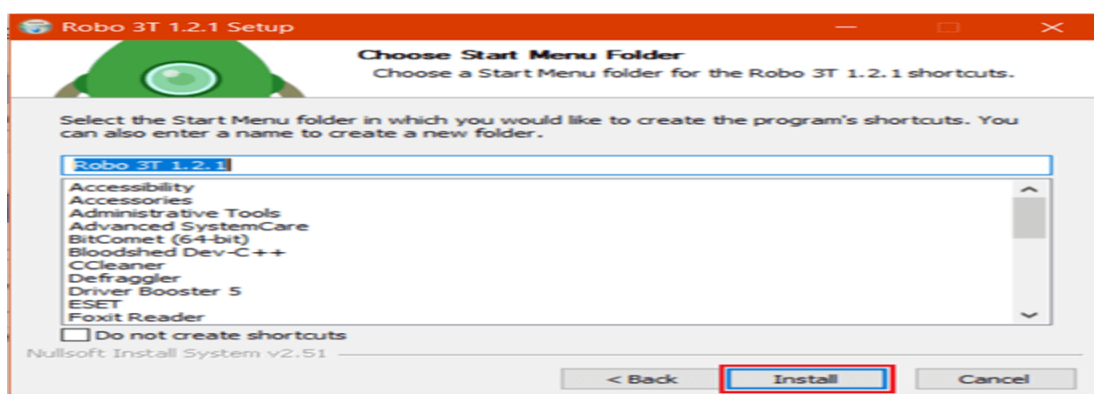 Robo 3T 1.2.1 Setup
Choose Start Menu Folder
Choose a Start Menu folder for the Robo 3T 1.2.1 shortcuts.
Select the Start Menu folder in which you would like to create the program's shortcuts. You
can also enter a name to create a new folder.
Robo 3T 1.2.1
Accessibility
Accessories
Administrative Tools
Advanced SystemCare
BitComet (64-bit)
Bloodshed Dev-C++
CCleaner
Defraggler
Driver Booster 5
ESET
Foxit Reader
Do not create shortcuts
Nullsoft Install System v2.51
< Back Install Cancel